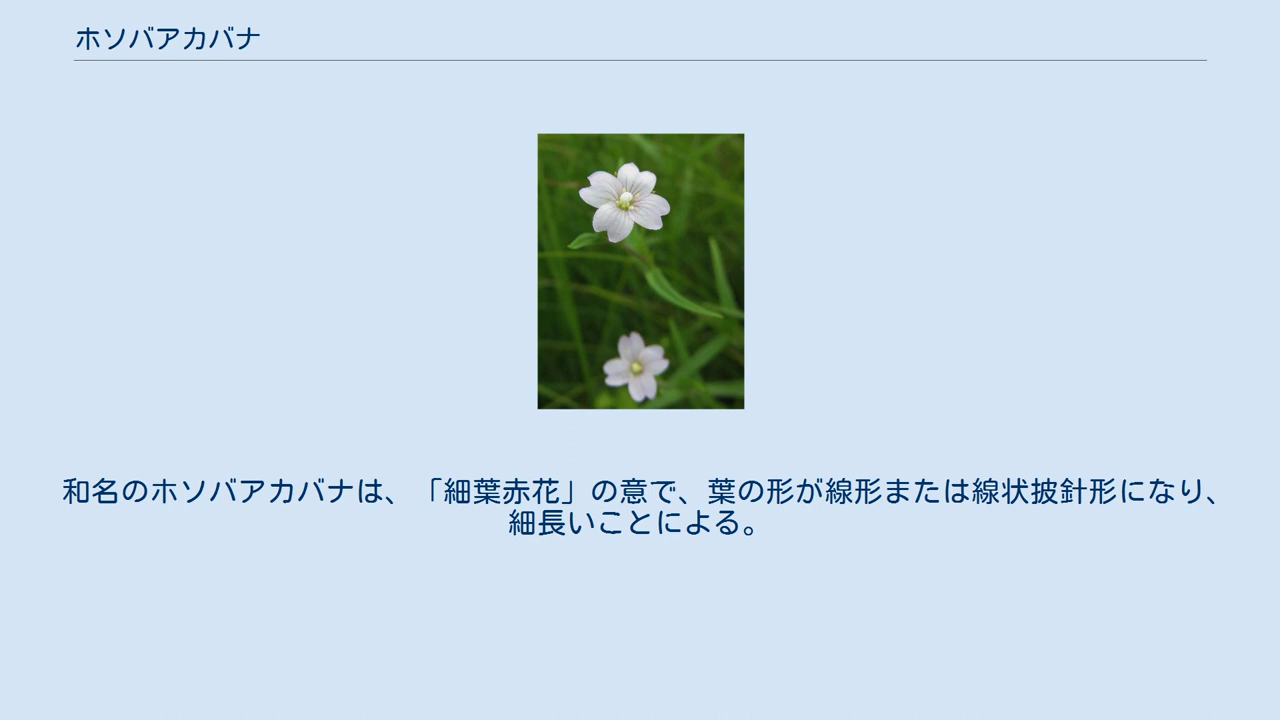 ホソバアカバナ
和名のホソバアカバナは、「細葉赤花」の意で、葉の形が線形または線状披針形になり、
細長いことによる。